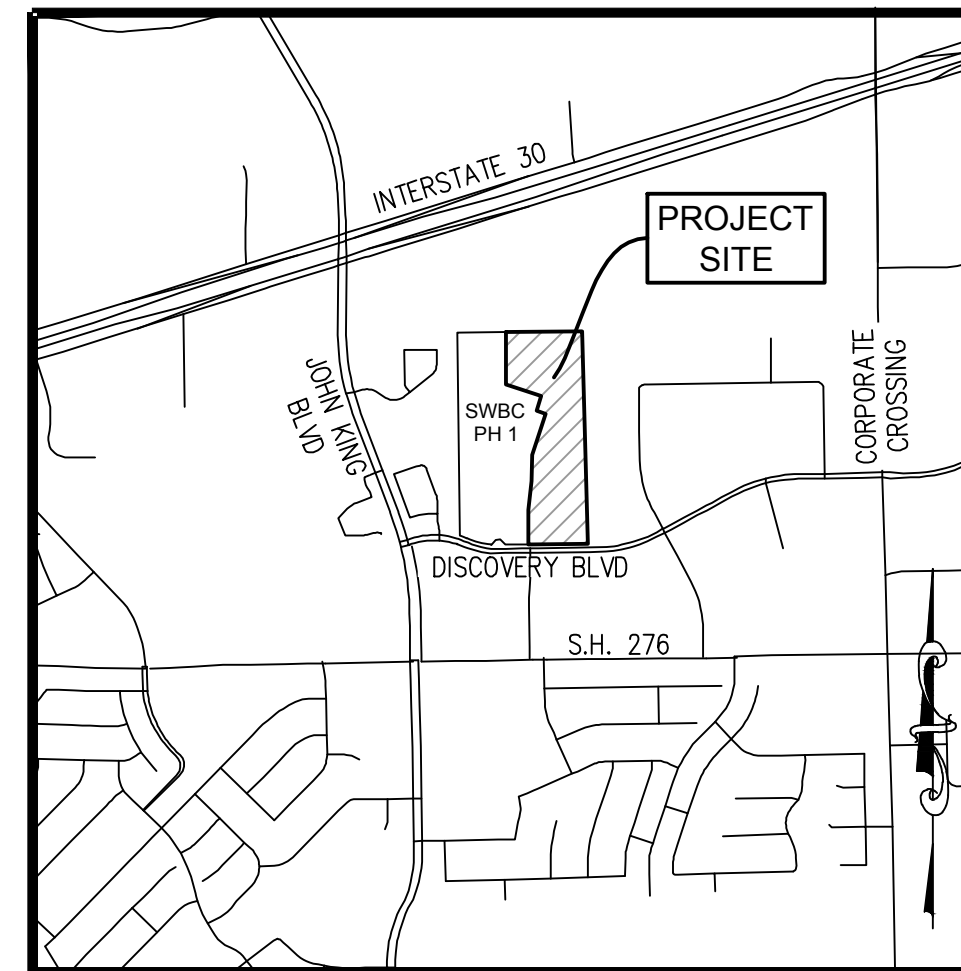 INTERSTATE 30
PROJECT
SITE
JOHN KING
BLVD
SWBC
PH 1
CORPORATE
CROSSING
DISCOVERY BLVD
S.H. 276